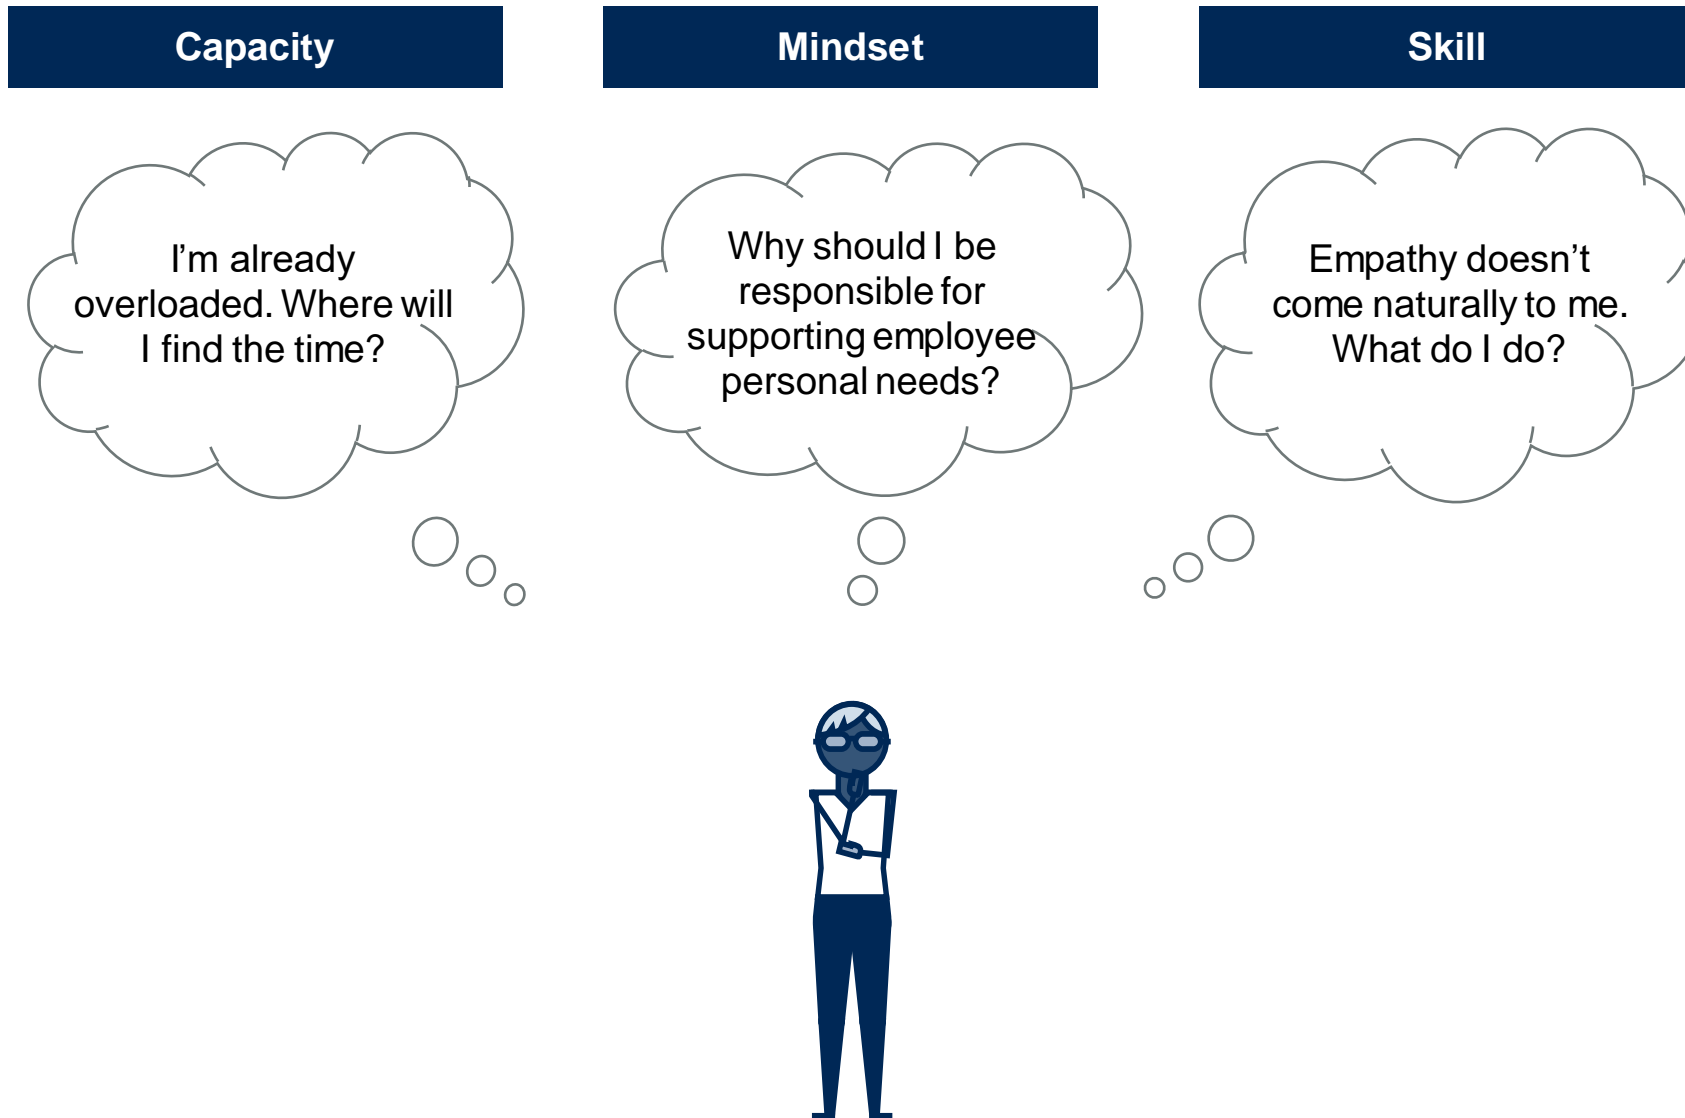 Capacity
Mindset
Skill
I’m already
overloaded. Where will
I find the time?
Why should I be
responsible for
supporting employee
personal needs?
Empathy doesn’t
come naturally to me.
What do I do?